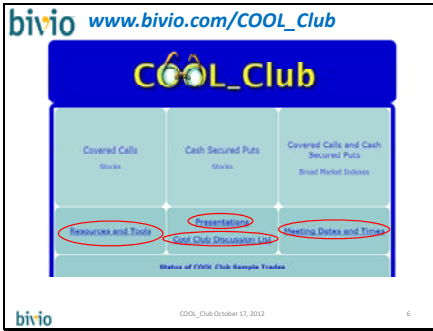 bivio www.bivio.com/COOL_Club
COOL_Club
Covered Calls
Stocks
Cash Secured Puts
Stocks
Covered Calls and Cash
Secured Puts
Broad Market Indexes
Resources and Tools
Presentations
Cool Club Discussion List
Meeting Dates and Times
Status of COOL Club Sample Trades
bivio
COOL_Club October 17, 2012
6